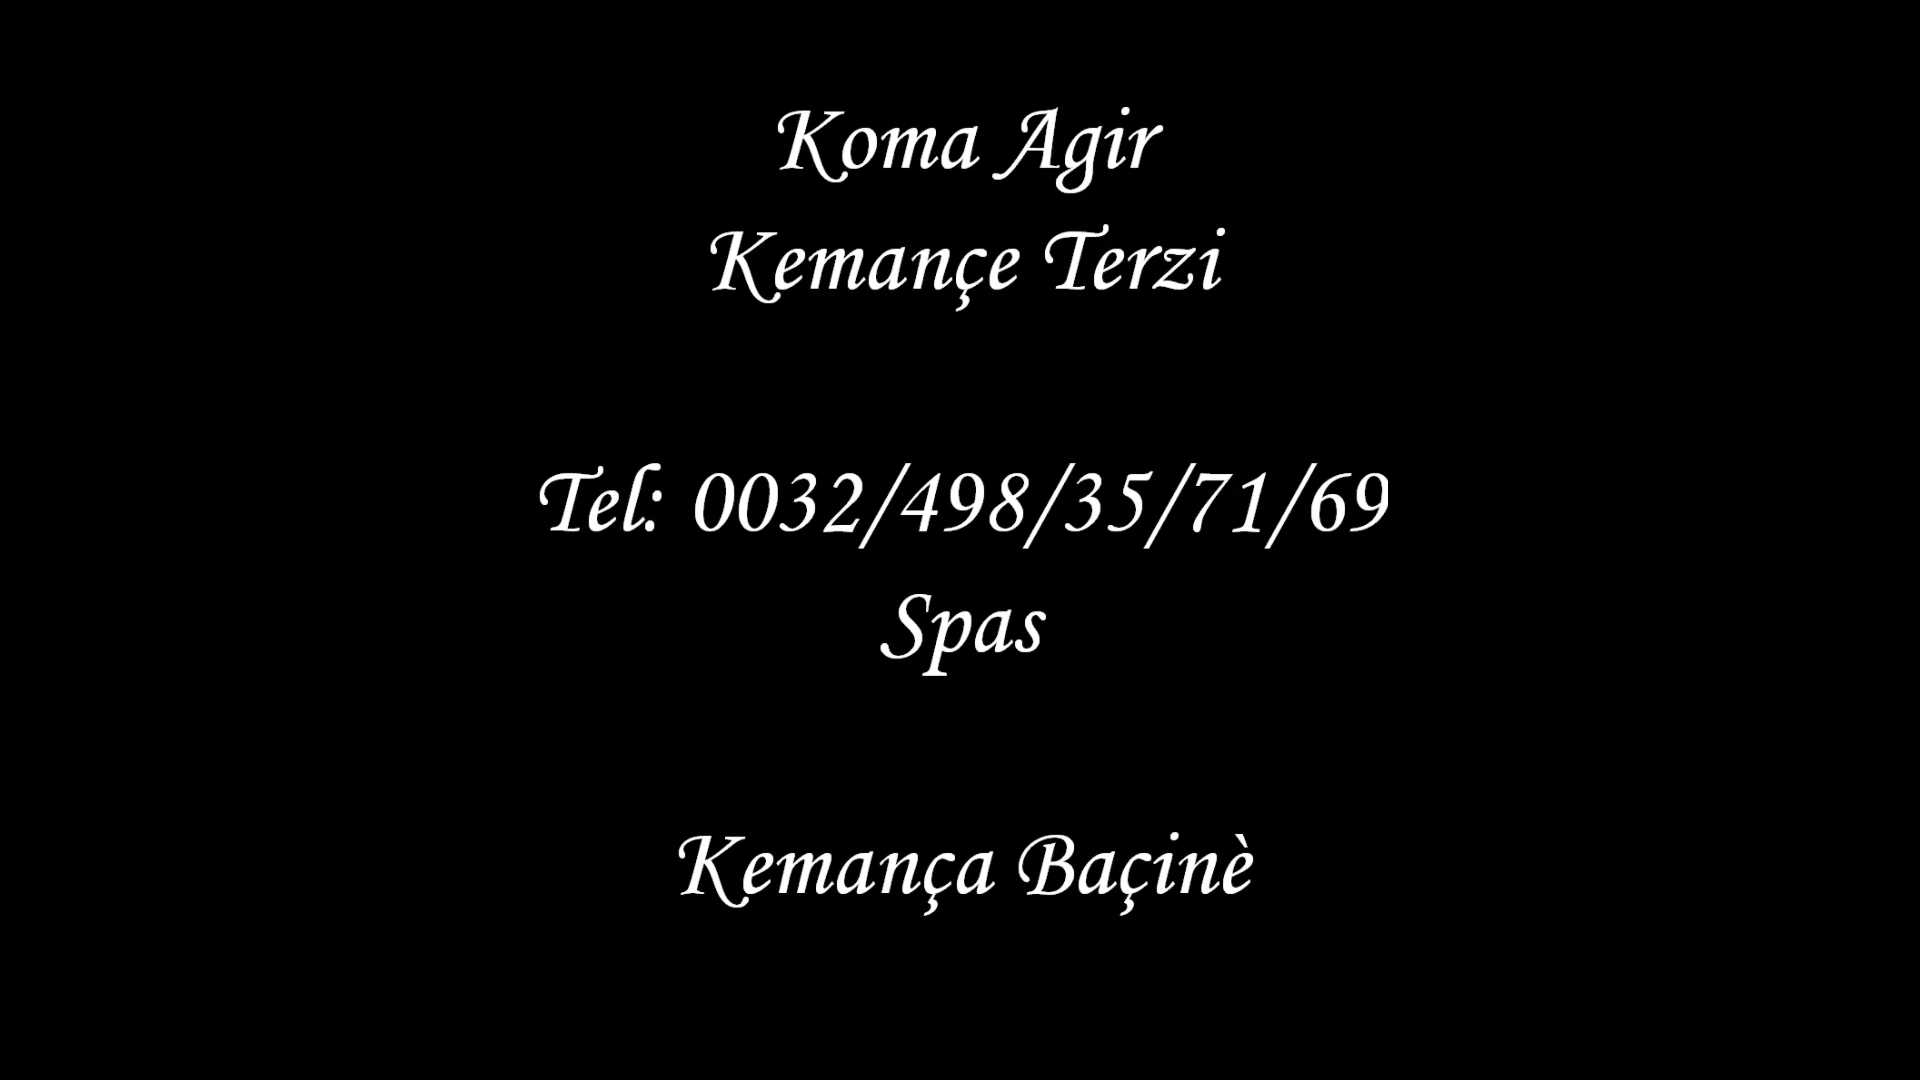 Koma Agir
Kemançe Terzi
Tel: 0032/498/35/71/69
Spas
Kemança Baçinè